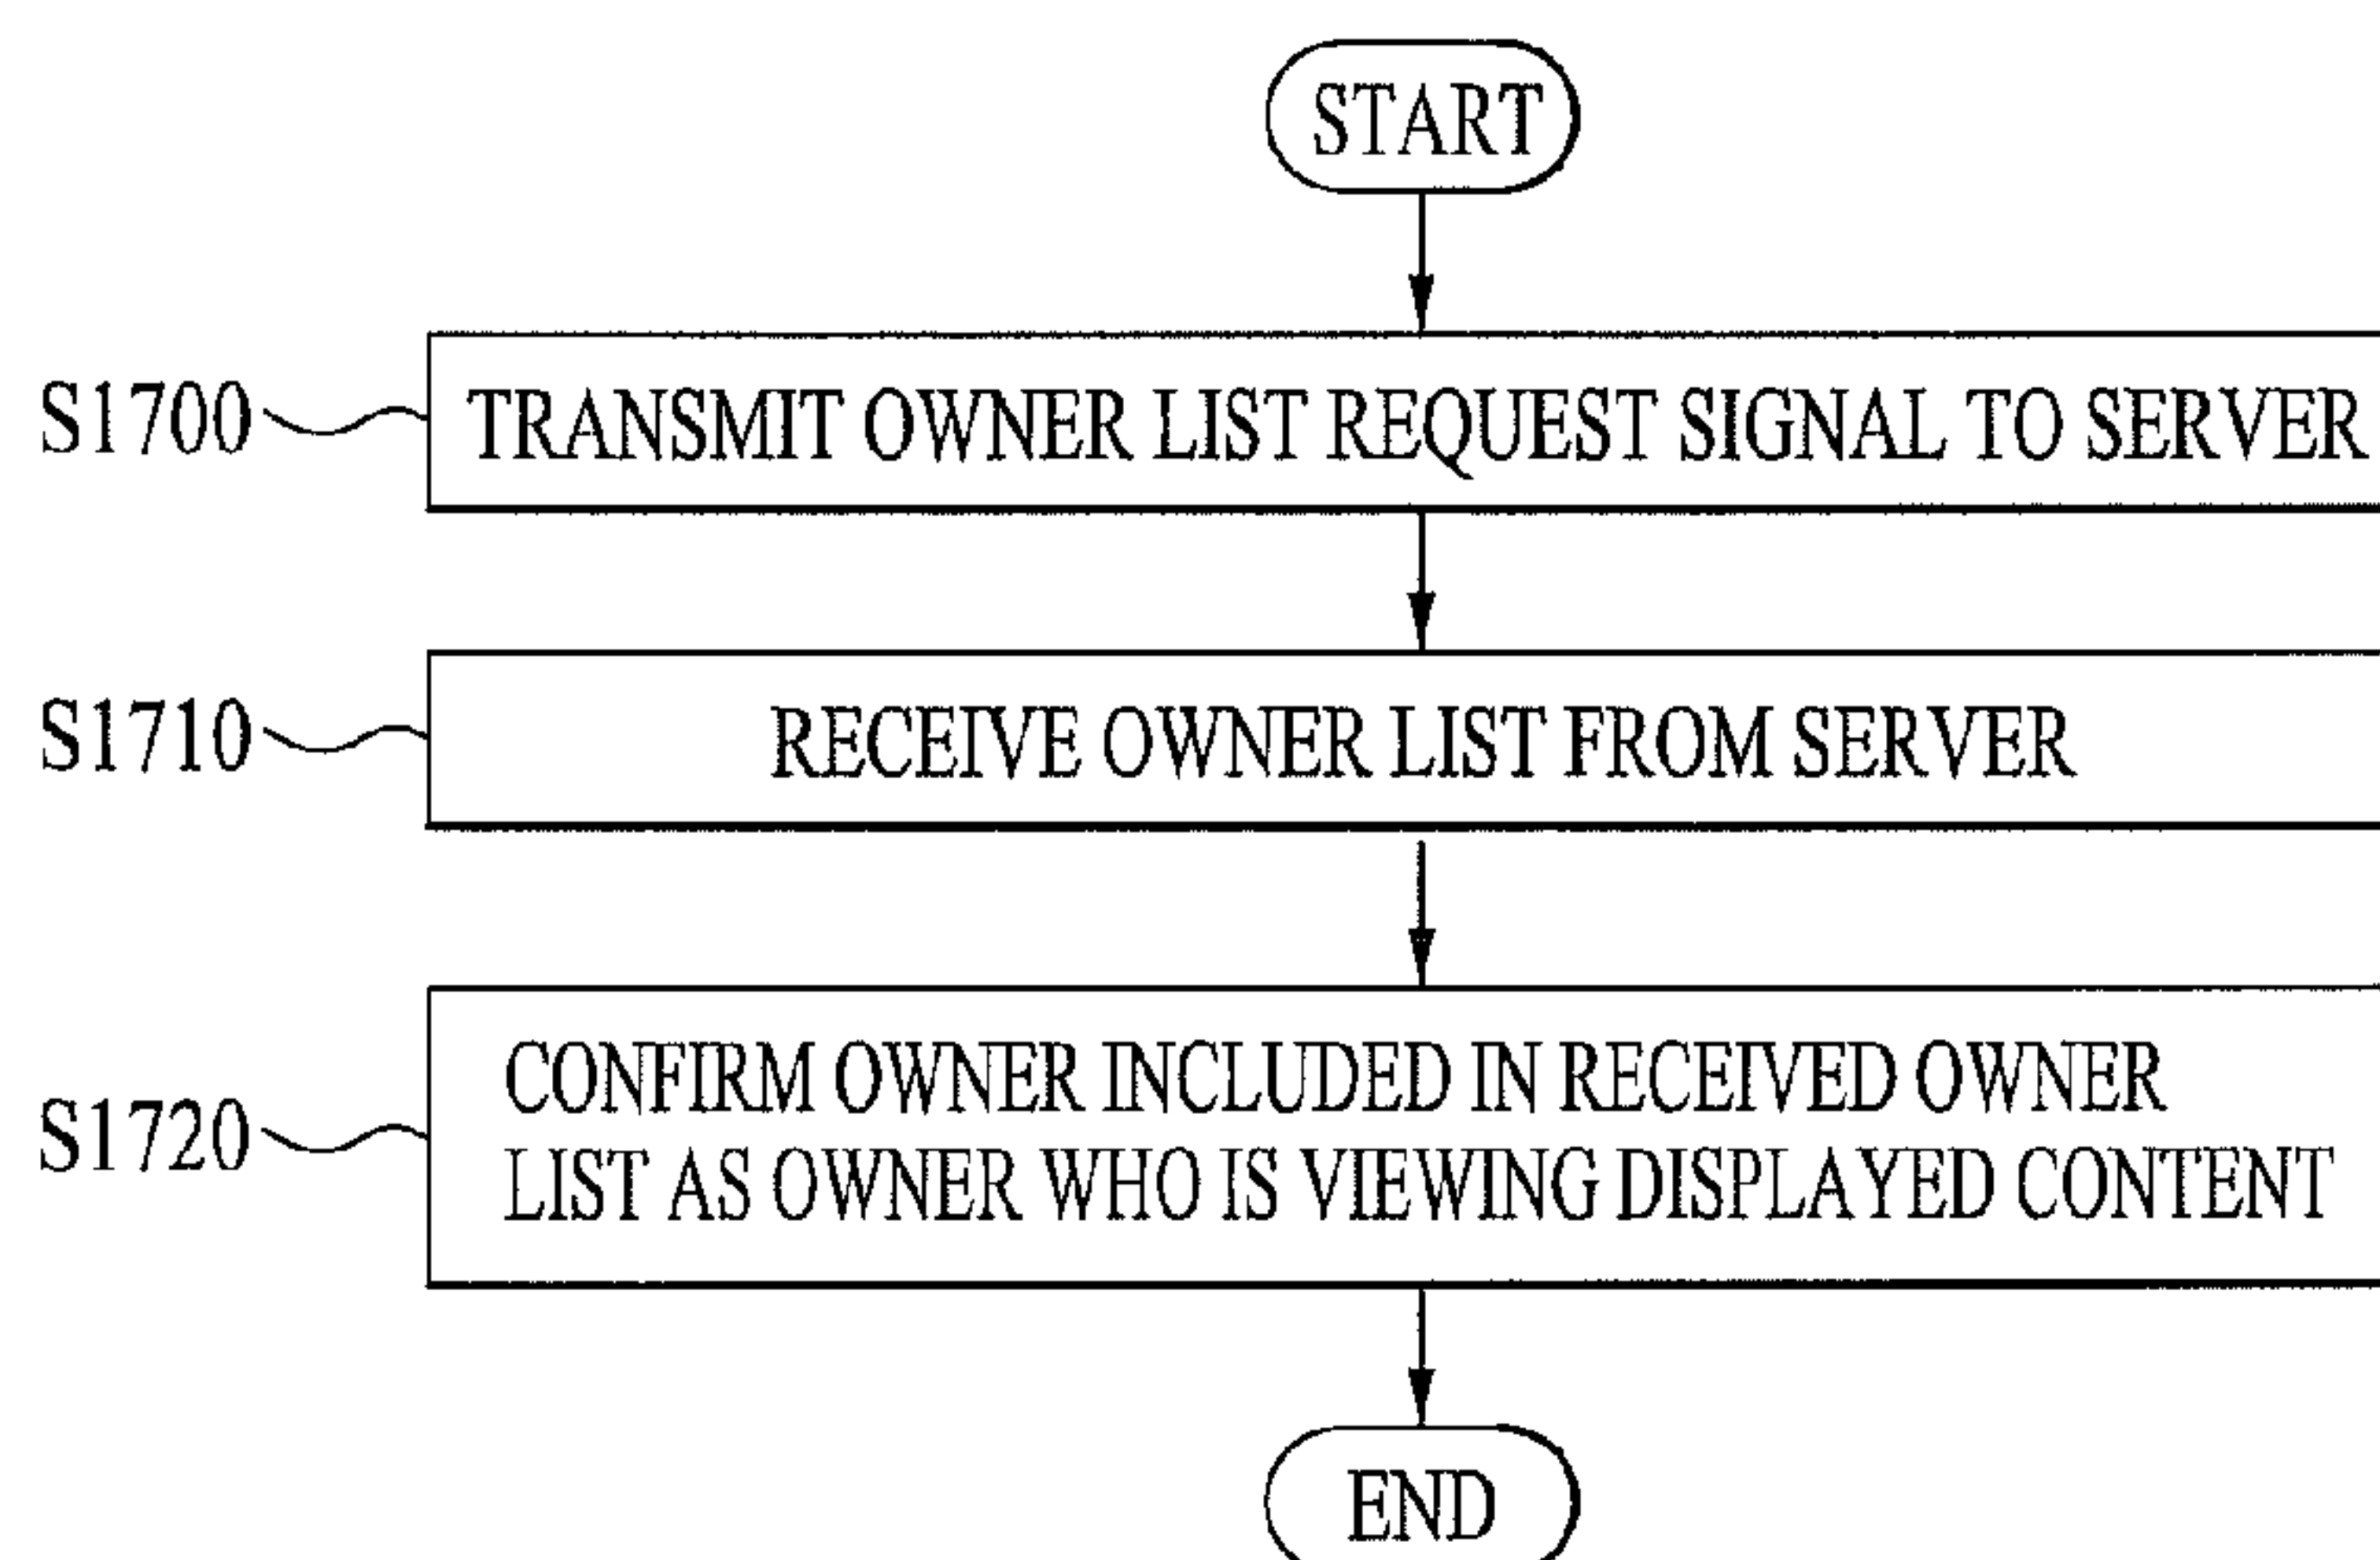 START
S1700 TRANSMIT OWNER LIST REQUEST SIGNAL TO SERVER
S1710 RECEIVE OWNER LIST FROM SERVER
CONFIRM OWNER INCLUDED IN RECEIVED OWNER
S1720 LIST AS OWNER WHO IS VIEWING DISPLAYED CONTENT
END